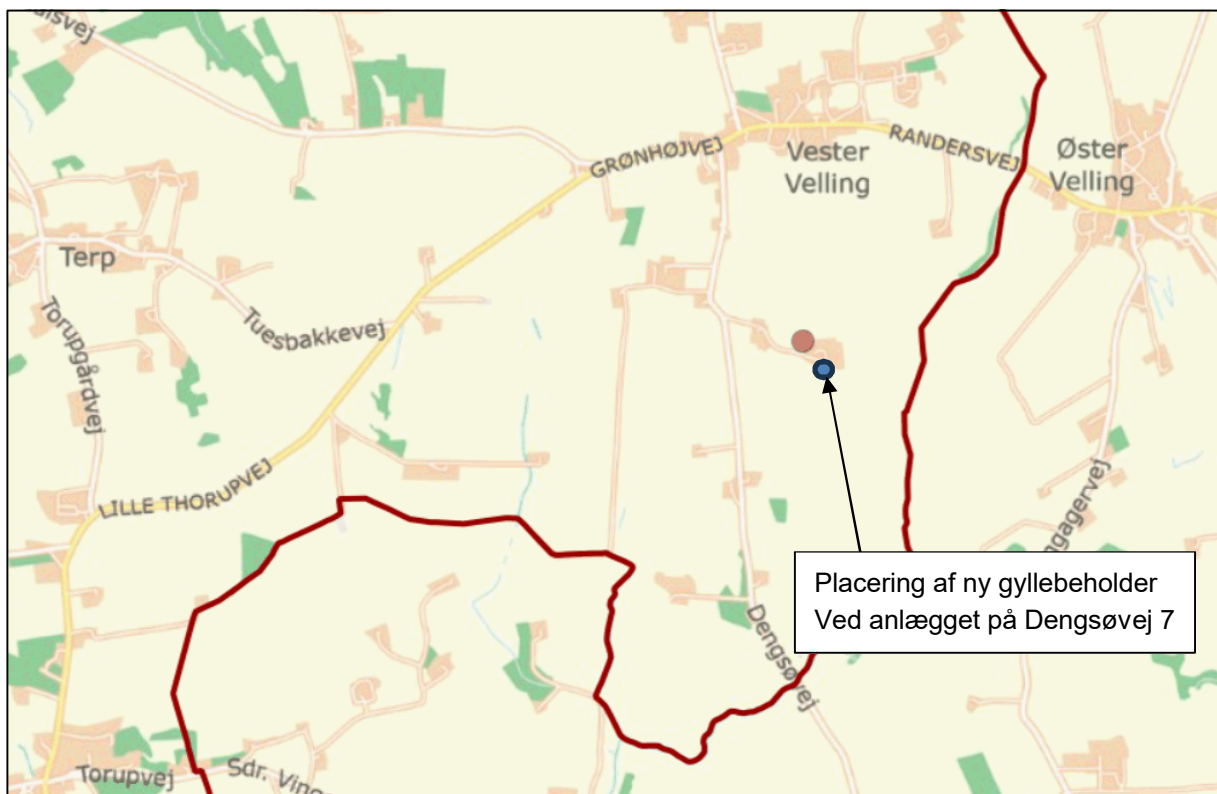 GRØNHØJVEJ
RANDERSVEJ
Vester
Velling
Øster
Velling
Terp
Tuesbakkevej
Torupgårdvej
LILLE THORUPVEJ
Placering af ny gyllebeholder
Ved anlægget på Dengsøvej 7
Dengsøvej
Torupvej
Sdr.